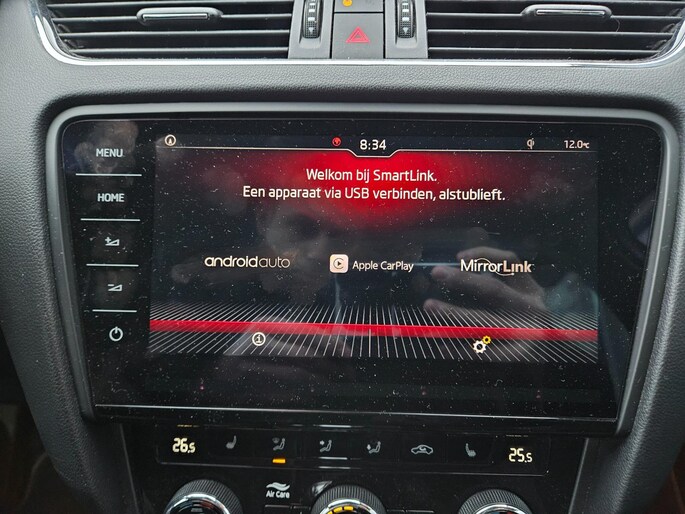 MENU
HOME
8:34
12.0°C
Welkom bij SmartLink.
Een apparaat via USB verbinden, alstublieft.
androidauto
Apple CarPlay
MirrorLink
26.5
25.5
Air Care